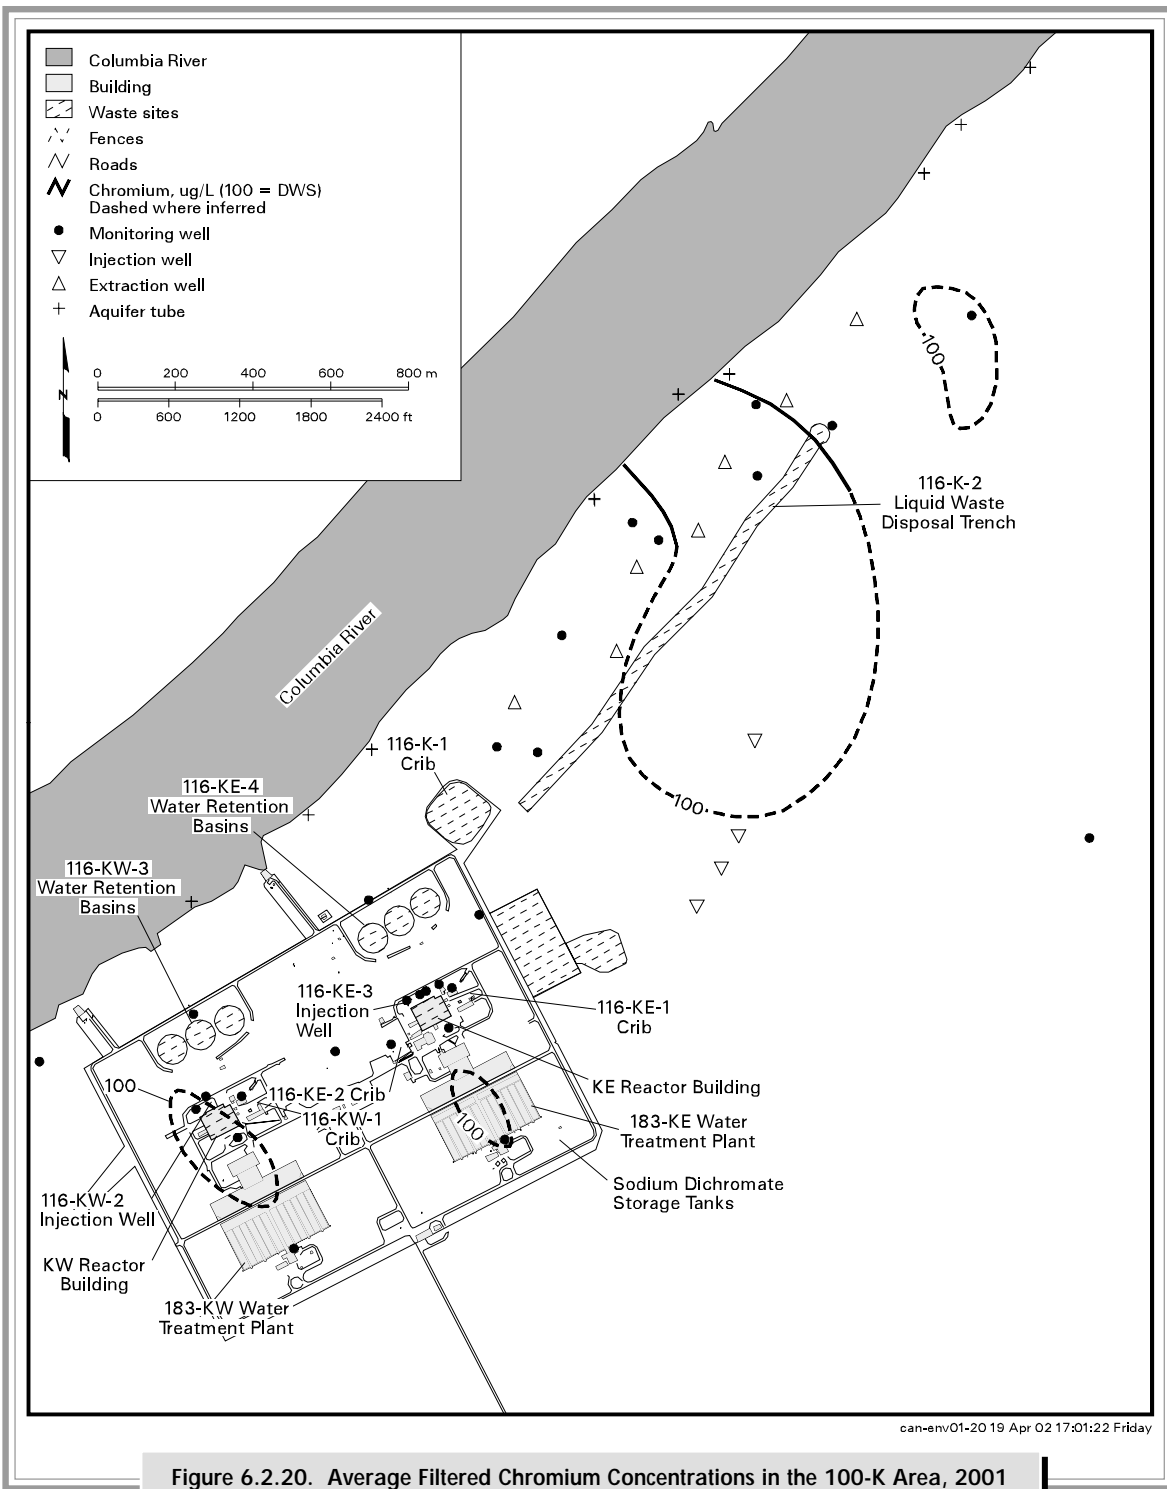 Columbia River
Building
Waste sites
Fences
Roads
Chromium, ug/L (100 = DWS)
Dashed where inferred
Monitoring well
Injection well
Extraction well
Aquifer tube
N
0 200 400 600 800 m
0 600 1200 1800 2400 ft
100
116-K-2
Liquid Waste
Disposal Trench
Columbia River
116-K-1
Crib
116-KE-4
Water Retention
Basins
100
116-KW-3
Water Retention
Basins
116-KE-3
Injection
Well
116-KE-1
Crib
100
116-KE-2 Crib
KE Reactor Building
116-KW-1
Crib
100
183-KE Water
Treatment Plant
116-KW-2
Injection Well
Sodium Dichromate
Storage Tanks
KW Reactor
Building
183-KW Water
Treatment Plant
can-env01-20 19 Apr 02 17:01:22 Friday
Figure 6.2.20. Average Filtered Chromium Concentrations in the 100-K Area, 2001